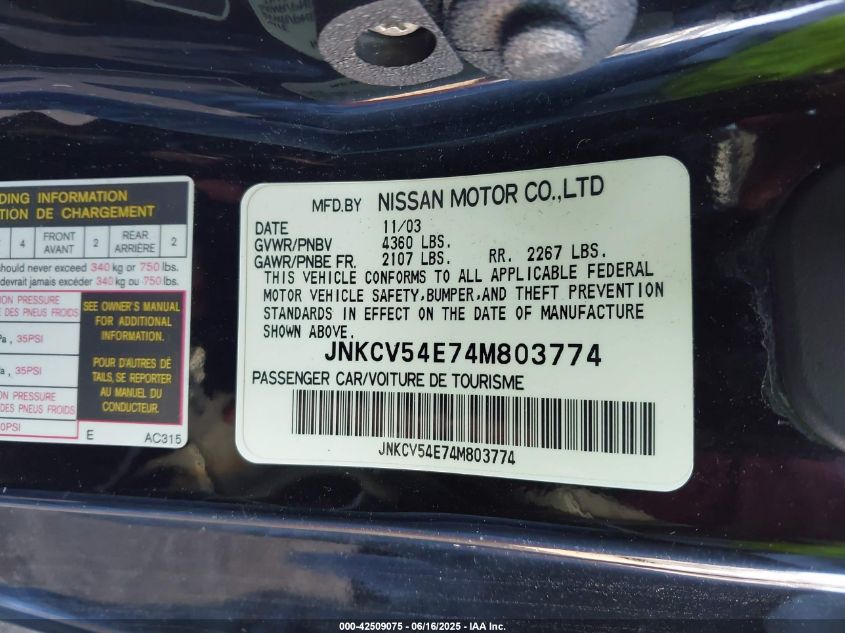 DING INFORMATION
TION DE CHARGEMENT
4 FRONT AVANT 2 REAR ARRIÈRE 2
should never exceed 340 kg or 750 lbs.
devrait jamais excéder 340 kg ou 750 lbs.
ION PRESSURE
E DES PNEUS FROIDS
Pa , 35PSI
a , 35PSI
ON PRESSURE
DES PNEUS FROIDS
0PSI
SEE OWNER'S MANUAL
FOR ADDITIONAL
INFORMATION.
POUR D'AUTRES DÉ
TAILS, SE REPORTER
AU MANUEL DU
CONDUCTEUR.
E AC315
MFD.BY NISSAN MOTOR CO.,LTD
DATE 11/03
GVWR/PNBV 4360 LBS.
GAWR/PNBE FR. 2107 LBS. RR. 2267 LBS.
THIS VEHICLE CONFORMS TO ALL APPLICABLE FEDERAL
MOTOR VEHICLE SAFETY,BUMPER,AND THEFT PREVENTION
STANDARDS IN EFFECT ON THE DATE OF MANUFACTURE
SHOWN ABOVE.
JNKCV54E74M803774
PASSENGER CAR/VOITURE DE TOURISME
JNKCV54E74M803774
000-42509075 - 06/16/2025 - IAA Inc.